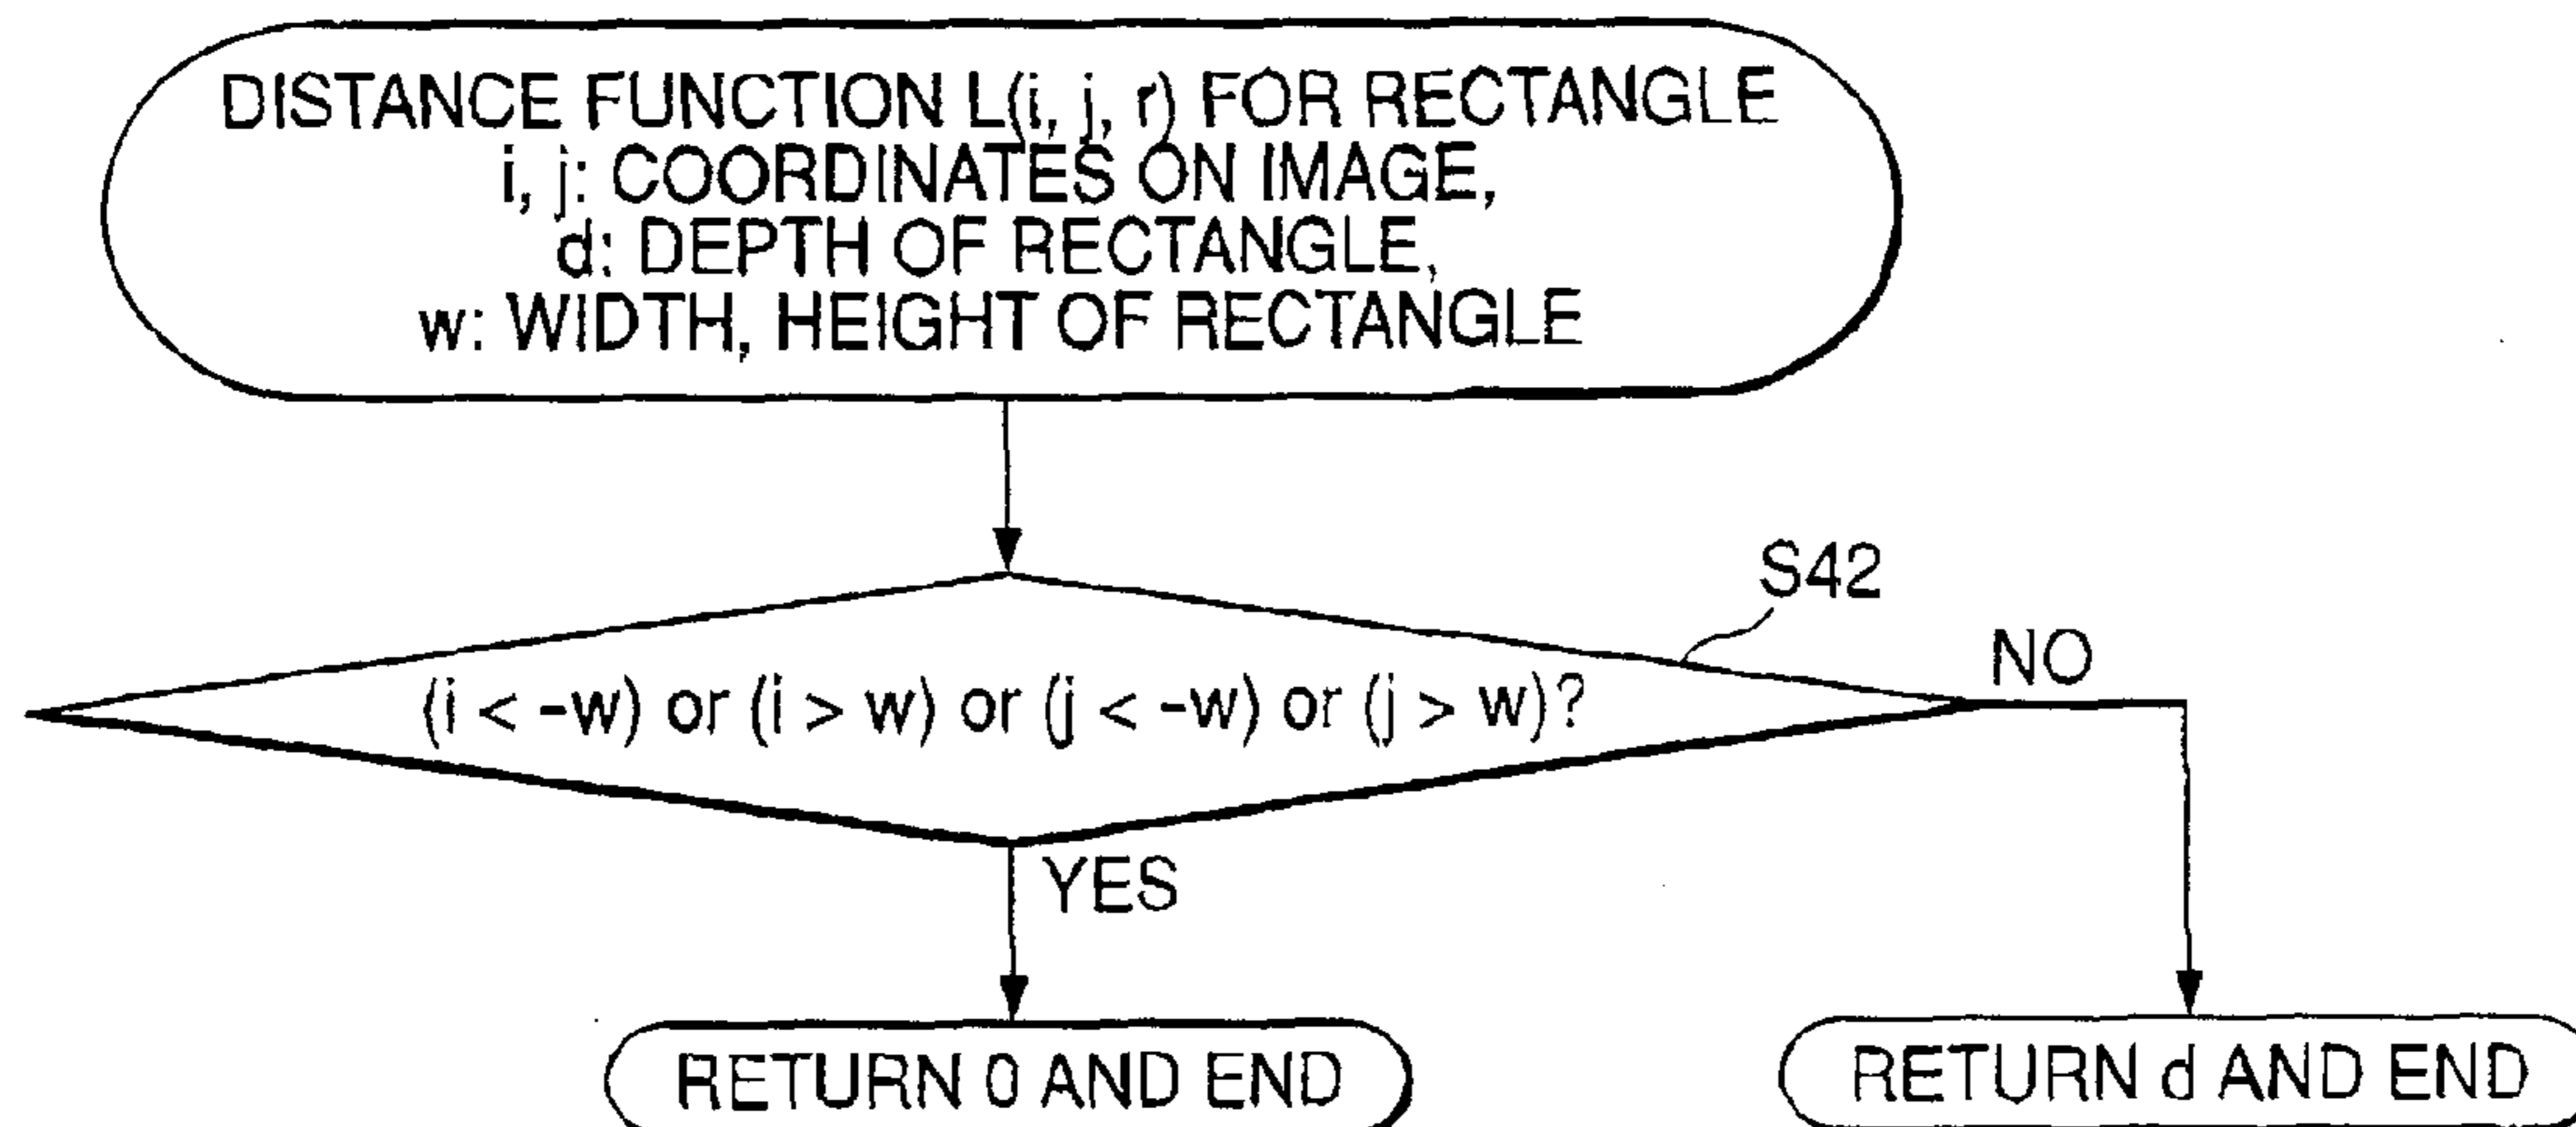 DISTANCE FUNCTION L(i, j, r) FOR RECTANGLE
i, j: COORDINATES ON IMAGE,
d: DEPTH OF RECTANGLE,
w: WIDTH, HEIGHT OF RECTANGLE
S42
NO
(i < -w) or (i > w) or (j < -w) or (j > w)?
YES
RETURN 0 AND END
RETURN d AND END